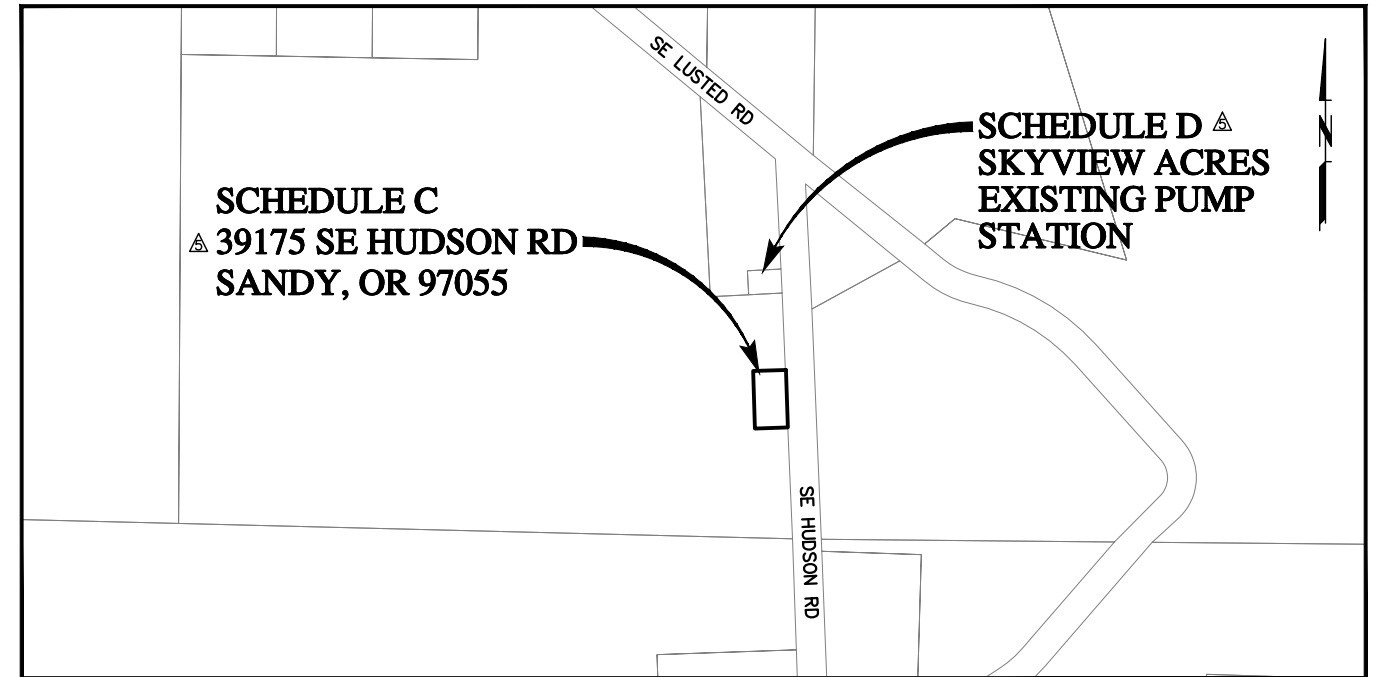 SE LUSTED RD
SCHEDULE D 5
SKYVIEW ACRES
EXISTING PUMP
STATION
N
SCHEDULE C
5 39175 SE HUDSON RD
SANDY, OR 97055
SE HUDSON RD